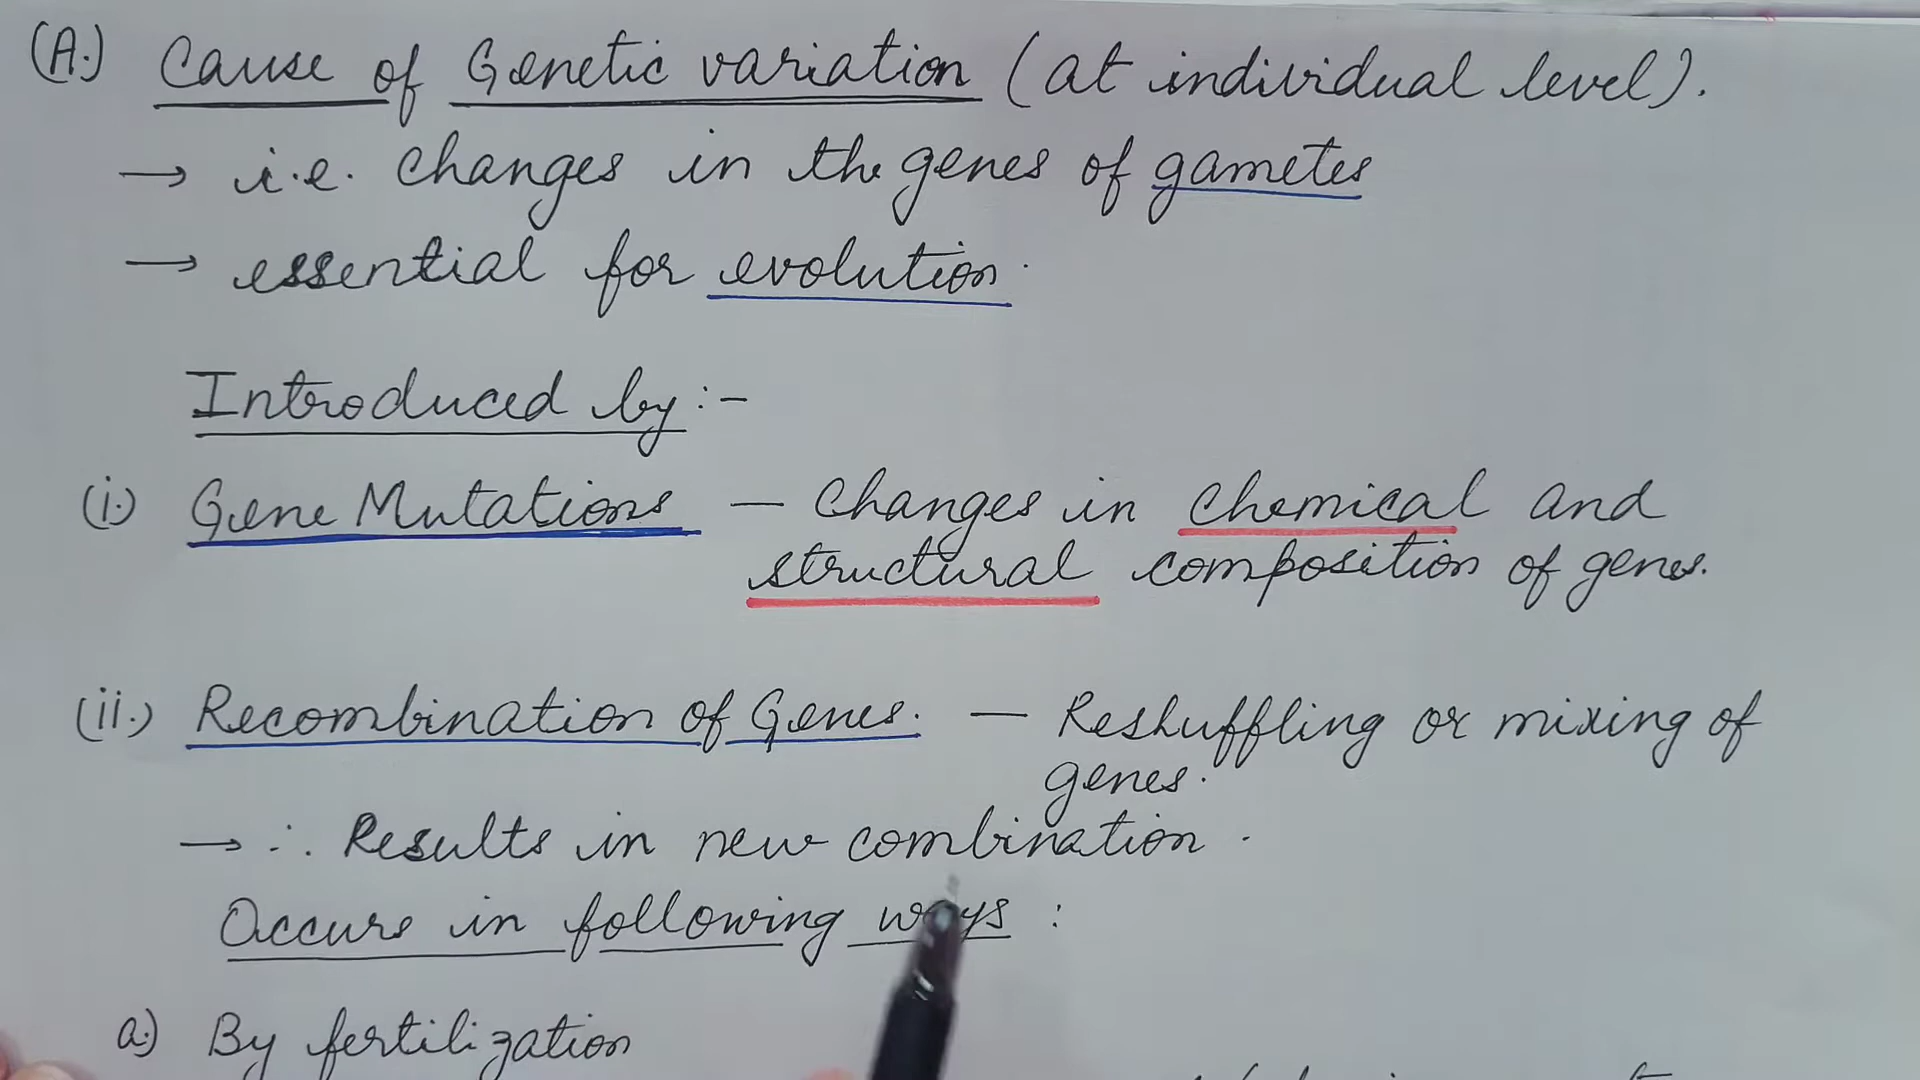 (A.) Cause of Genetic variation (at individual level).
→ i.e. changes in the genes of gametes
→ essential for evolution.
Introduced by :-
(i.) Gene Mutations — Changes in chemical and
structural composition of genes.
(ii.) Recombination of Genes. — Reshuffling or mixing of
genes.
→ ∴ Results in new combination.
Occurs in following ways :
a.) By fertilization